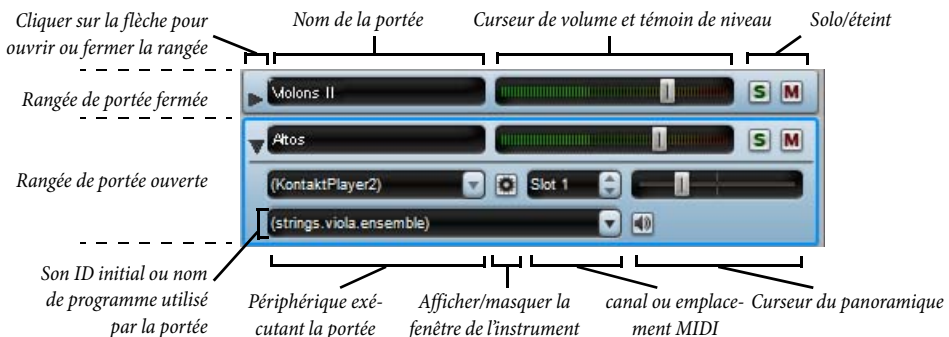 Cliquer sur la flèche pour
ouvrir ou fermer la rangée
Nom de la portée
Curseur de volume et témoin de niveau
Solo/éteint
Rangée de portée fermée
Violons II
S M
Rangée de portée ouverte
Altos
S M
(KontaktPlayer2)
Slot 1
(strings.viola.ensemble)
Son ID initial ou nom
de programme utilisé
par la portée
Périphérique exé-
cutant la portée
Afficher/masquer la
fenêtre de l'instrument
canal ou emplace-
ment MIDI
Curseur du panoramique